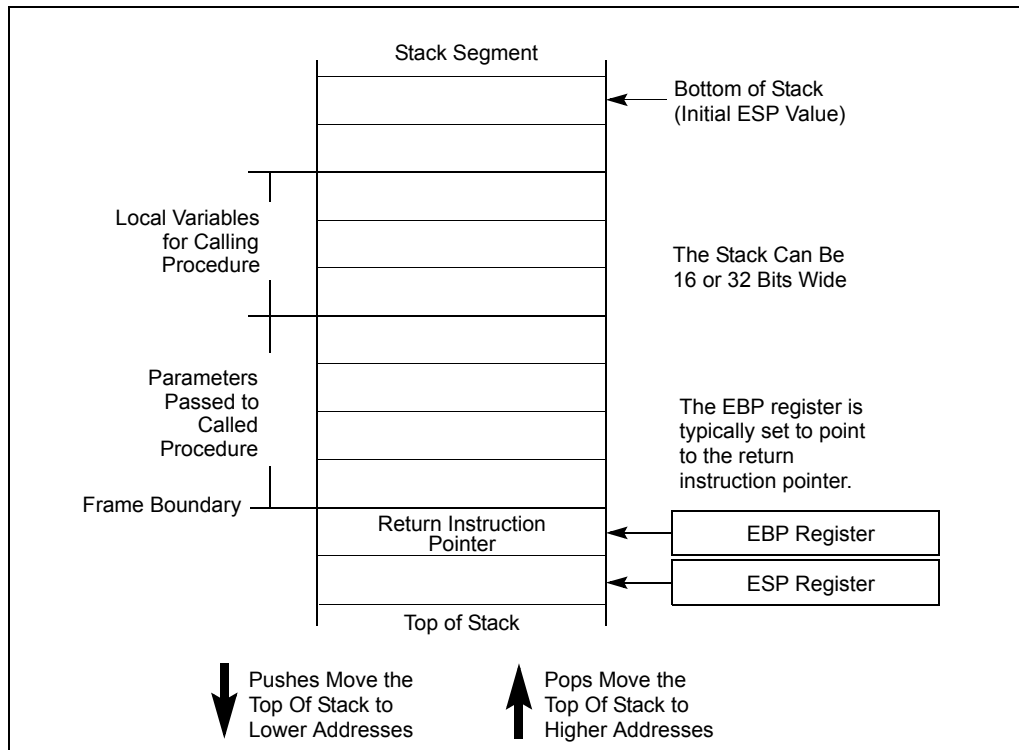 Stack Segment
Bottom of Stack
(Initial ESP Value)
Local Variables
for Calling
Procedure
The Stack Can Be
16 or 32 Bits Wide
Parameters
Passed to
Called
Procedure
The EBP register is
typically set to point
to the return
instruction pointer.
Frame Boundary
Return Instruction
Pointer
EBP Register
ESP Register
Top of Stack
Pushes Move the
Top Of Stack to
Lower Addresses
Pops Move the
Top Of Stack to
Higher Addresses